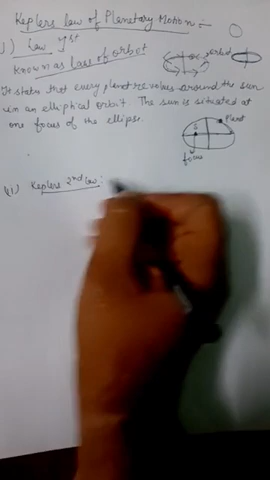 Keplers law of Planetary Motion :-
1) Law 1st
Known as Law of orbit
orbit
It states that every planet revolves around the sun
in an elliptical orbit. The sun is situated at
one focus of the ellipse.
Planet
S
focus
(ii) Keplers 2nd law :